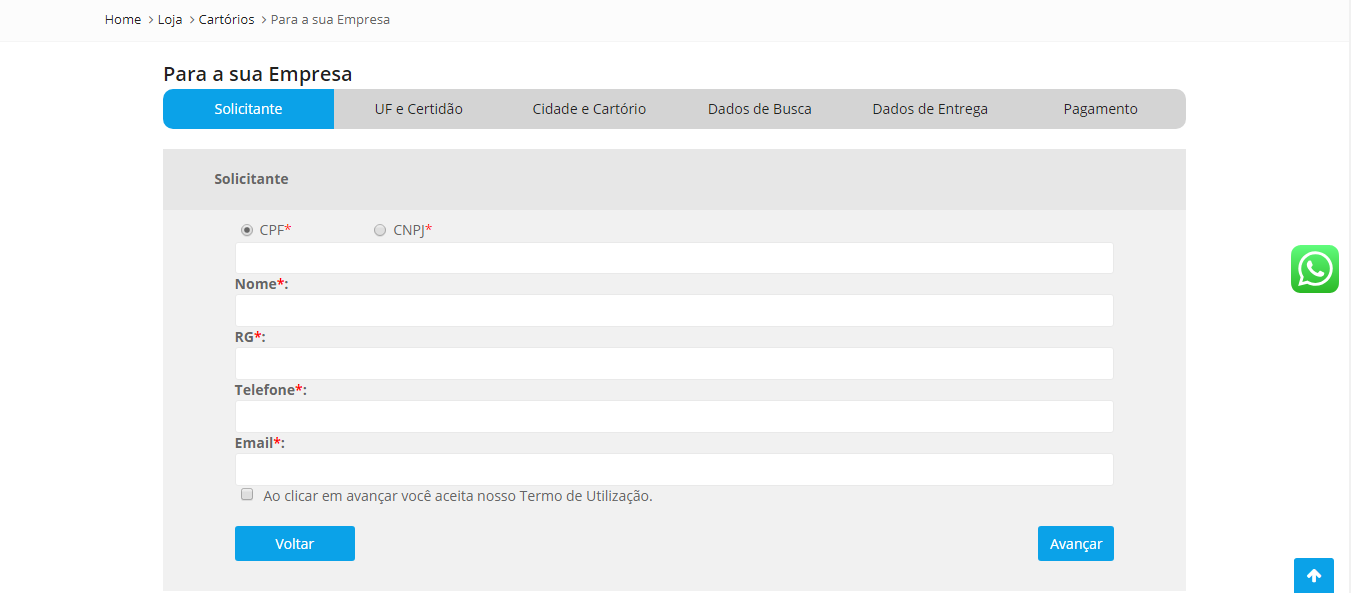 Home > Loja > Cartórios > Para a sua Empresa
Para a sua Empresa
Solicitante UF e Certidão Cidade e Cartório Dados de Busca Dados de Entrega Pagamento
Solicitante
CPF* CNPJ*
Nome*:
RG*:
Telefone*:
Email*:
Ao clicar em avançar você aceita nosso Termo de Utilização.
Voltar Avançar